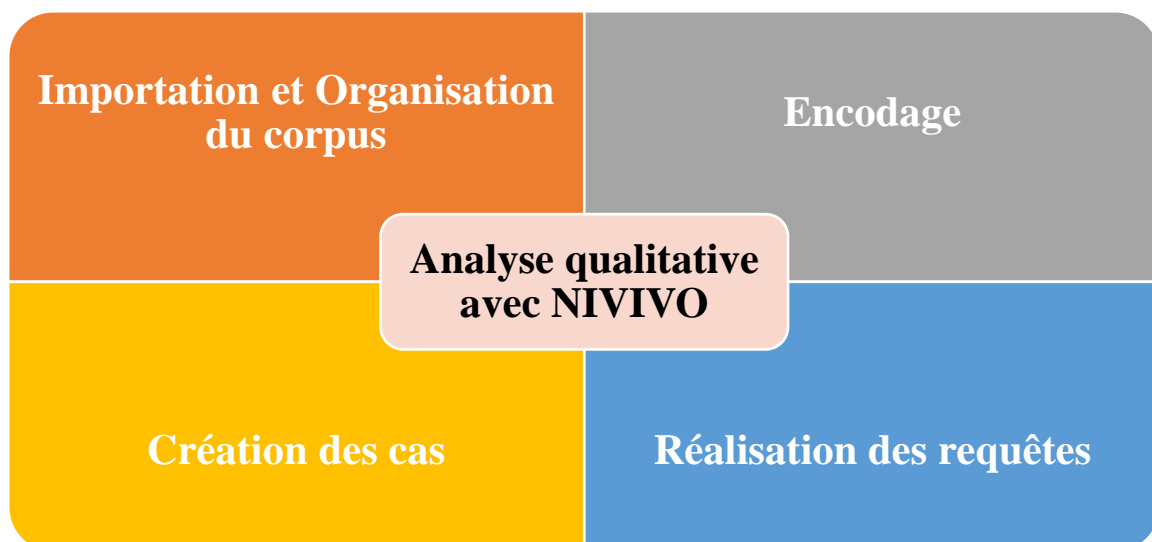 Importation et Organisation
du corpus
Encodage
Analyse qualitative
avec NIVIVO
Création des cas
Réalisation des requêtes